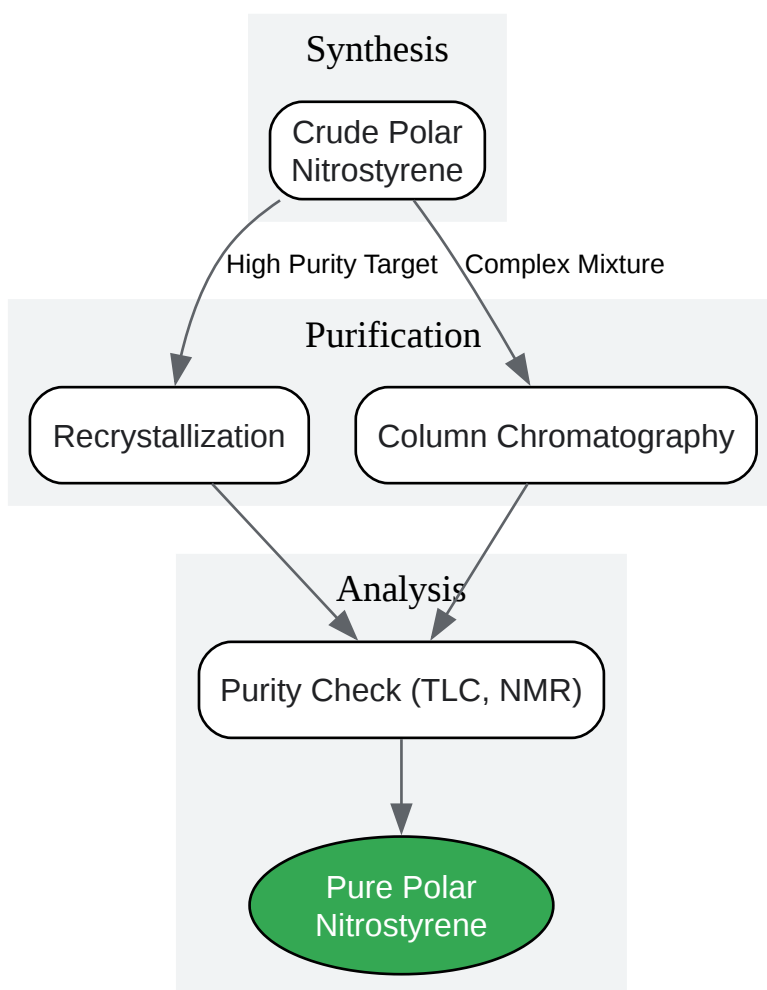 Synthesis
Crude Polar
Nitrostyrene
High Purity Target
Complex Mixture
Purification
Recrystallization
Column Chromatography
Analysis
Purity Check (TLC, NMR)
Pure Polar
Nitrostyrene